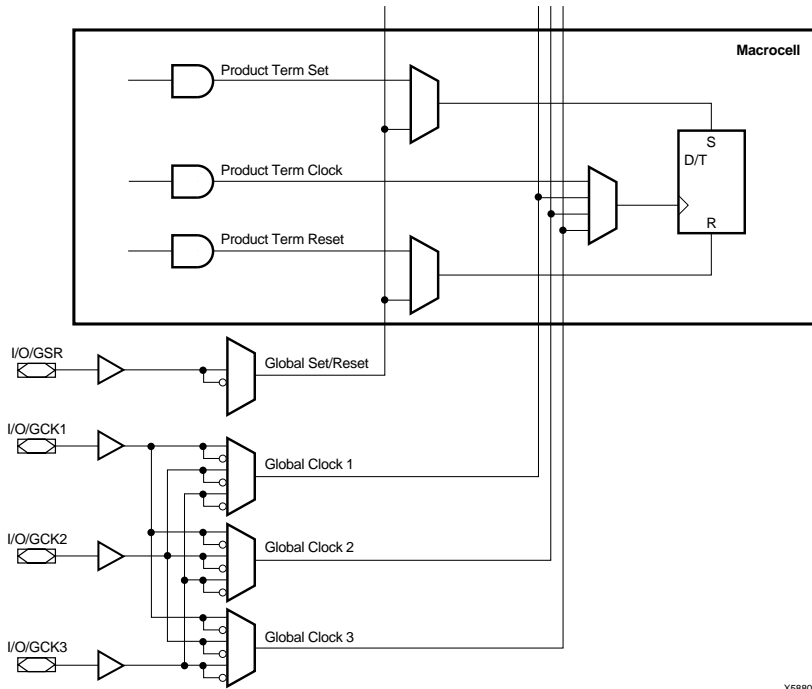 Macrocell
Product Term Set
S
D/T
Product Term Clock
R
Product Term Reset
I/O/GSR
Global Set/Reset
I/O/GCK1
Global Clock 1
I/O/GCK2
Global Clock 2
I/O/GCK3
Global Clock 3
X5880